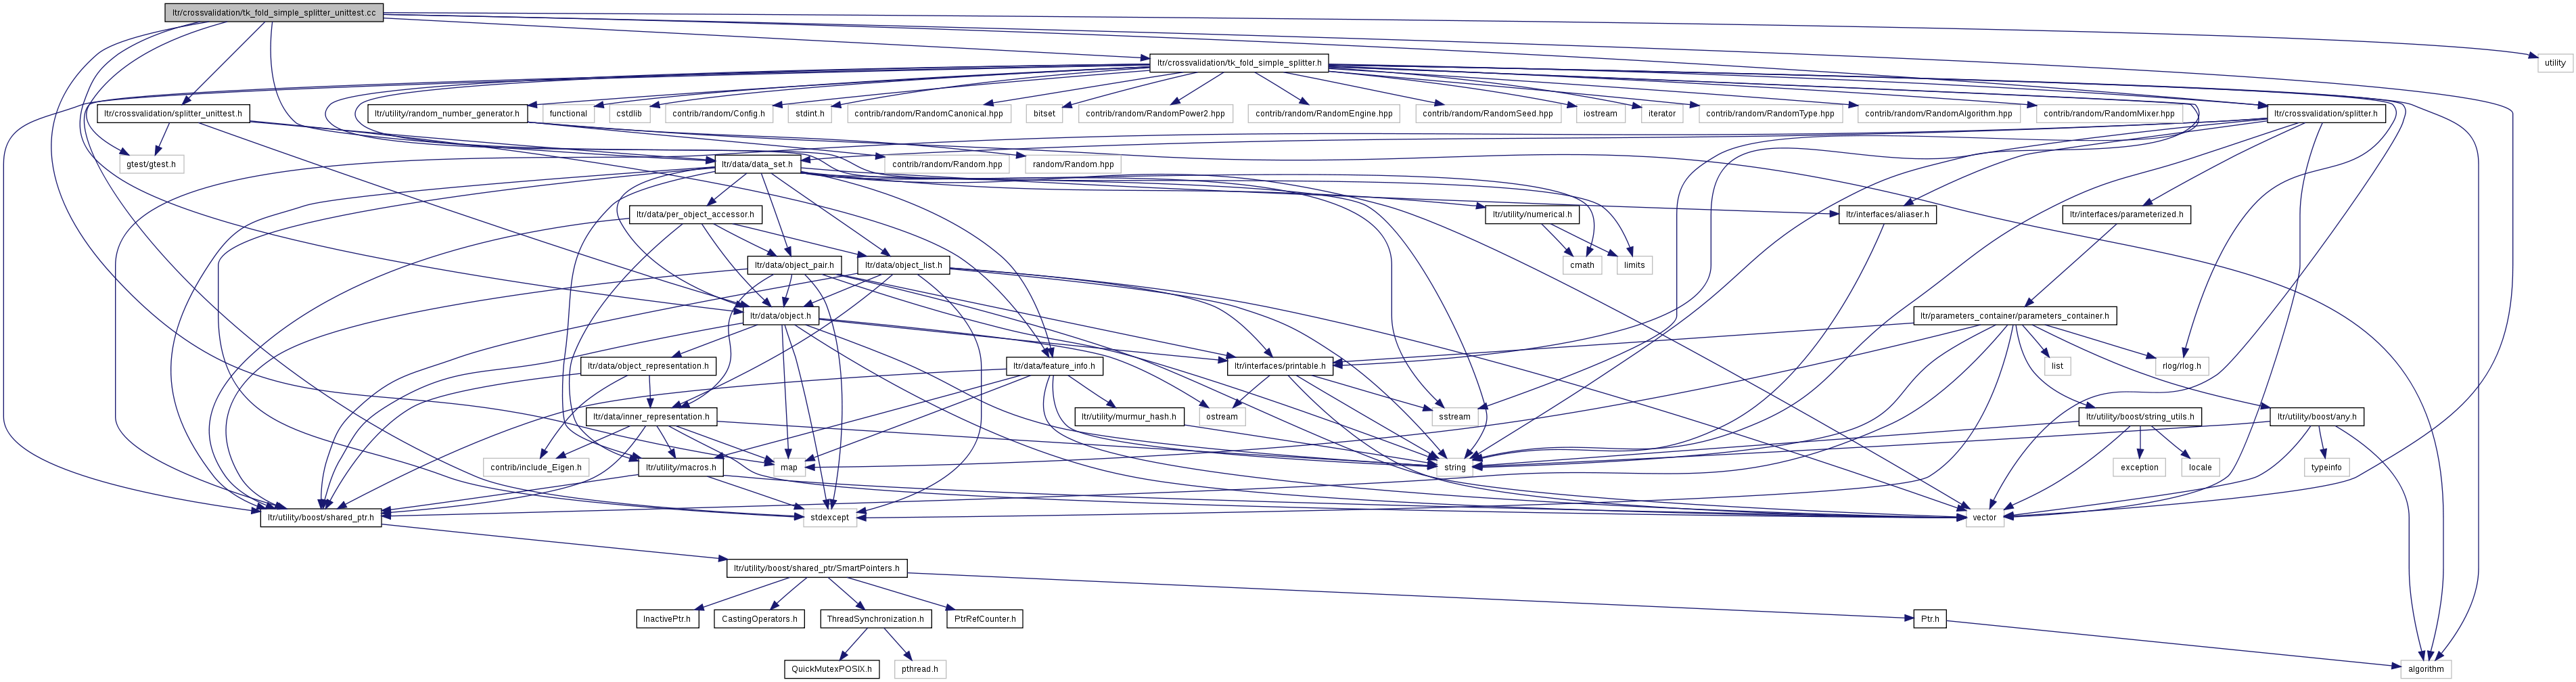 ltr/crossvalidation/tk_fold_simple_splitter_unittest.cc
ltr/crossvalidation/tk_fold_simple_splitter.h
utility
ltr/crossvalidation/splitter_unittest.h
ltr/utility/random_number_generator.h
functional
cstdlib
contrib/random/Config.h
stdint.h
contrib/random/RandomCanonical.hpp
bitset
contrib/random/RandomPower2.hpp
contrib/random/RandomEngine.hpp
contrib/random/RandomSeed.hpp
iostream
iterator
contrib/random/RandomType.hpp
contrib/random/RandomAlgorithm.hpp
contrib/random/RandomMixer.hpp
ltr/crossvalidation/splitter.h
gtest/gtest.h
ltr/data/data_set.h
contrib/random/Random.hpp
random/Random.hpp
ltr/data/per_object_accessor.h
ltr/utility/numerical.h
ltr/interfaces/aliaser.h
ltr/interfaces/parameterized.h
ltr/data/object_pair.h
ltr/data/object_list.h
cmath
limits
ltr/data/object.h
ltr/parameters_container/parameters_container.h
ltr/data/object_representation.h
ltr/data/feature_info.h
ltr/interfaces/printable.h
list
rlog/rlog.h
ltr/data/inner_representation.h
ltr/utility/murmur_hash.h
ostream
sstream
ltr/utility/boost/string_utils.h
ltr/utility/boost/any.h
contrib/include_Eigen.h
ltr/utility/macros.h
map
string
exception
locale
typeinfo
ltr/utility/boost/shared_ptr.h
stdexcept
vector
ltr/utility/boost/shared_ptr/SmartPointers.h
InactivePtr.h
CastingOperators.h
ThreadSynchronization.h
PtrRefCounter.h
Ptr.h
QuickMutexPOSIX.h
pthread.h
algorithm